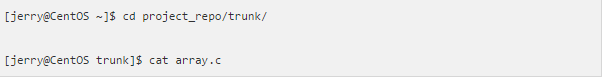 [jerry@CentOS ~]$ cd project_repo/trunk/
[jerry@CentOS trunk]$ cat array.c